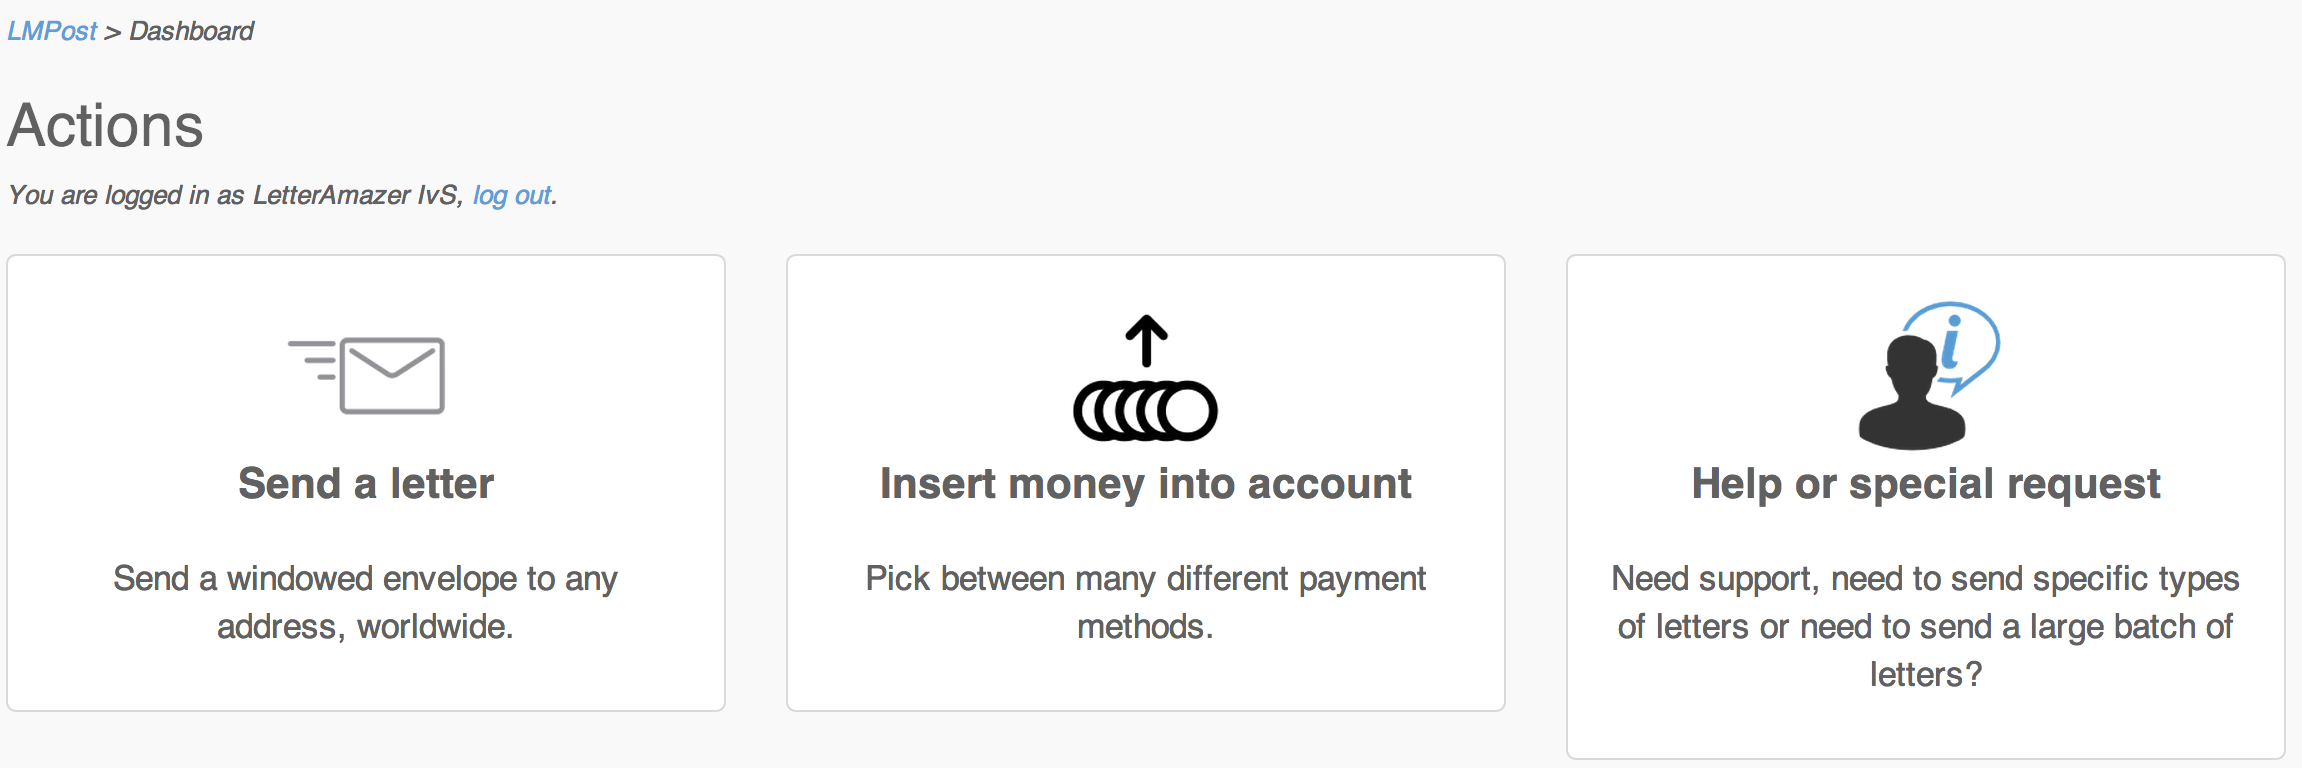 LMPost > Dashboard
Actions
You are logged in as LetterAmazer IvS, log out.
Send a letter
Send a windowed envelope to any
address, worldwide.
Insert money into account
Pick between many different payment
methods.
i
Help or special request
Need support, need to send specific types
of letters or need to send a large batch of
letters?